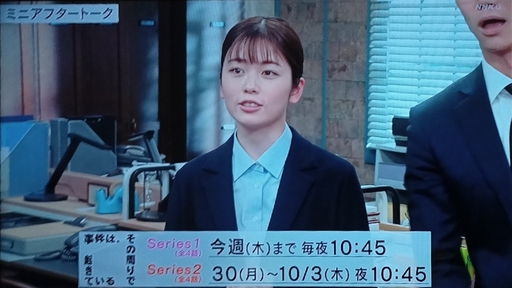 ミニアフタートーク
事件は、その周りで起きている
Series1 (全4話) 今週(木)まで 毎夜10:45
Series2 (全4話) 30(月)～10/3(木) 夜10:45